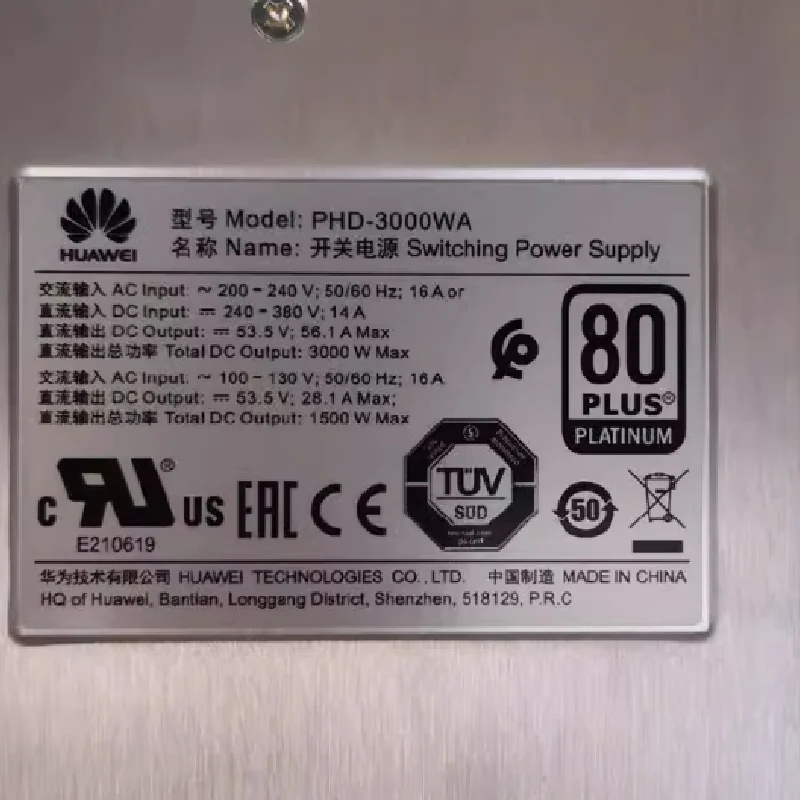 HUAWEI
型号 Model: PHD-3000WA
名称 Name: 开关电源 Switching Power Supply
交流输入 AC Input: ~ 200-240 V; 50/60 Hz; 16 A or
直流输入 DC Input: ⎓ 240-380 V; 14 A
直流输出 DC Output: ⎓ 53.5 V; 56.1 A Max
直流输出总功率 Total DC Output: 3000 W Max
交流输入 AC Input: ~ 100-130 V; 50/60 Hz; 16 A
直流输出 DC Output: ⎓ 53.5 V; 28.1 A Max;
直流输出总功率 Total DC Output: 1500 W Max
80
PLUS®
PLATINUM
c RU® US
E210619
EAC
CE
TÜV
SÜD
50
华为技术有限公司 HUAWEI TECHNOLOGIES CO.,LTD. 中国制造 MADE IN CHINA
HQ of Huawei, Bantian, Longgang District, Shenzhen, 518129, P.R.C